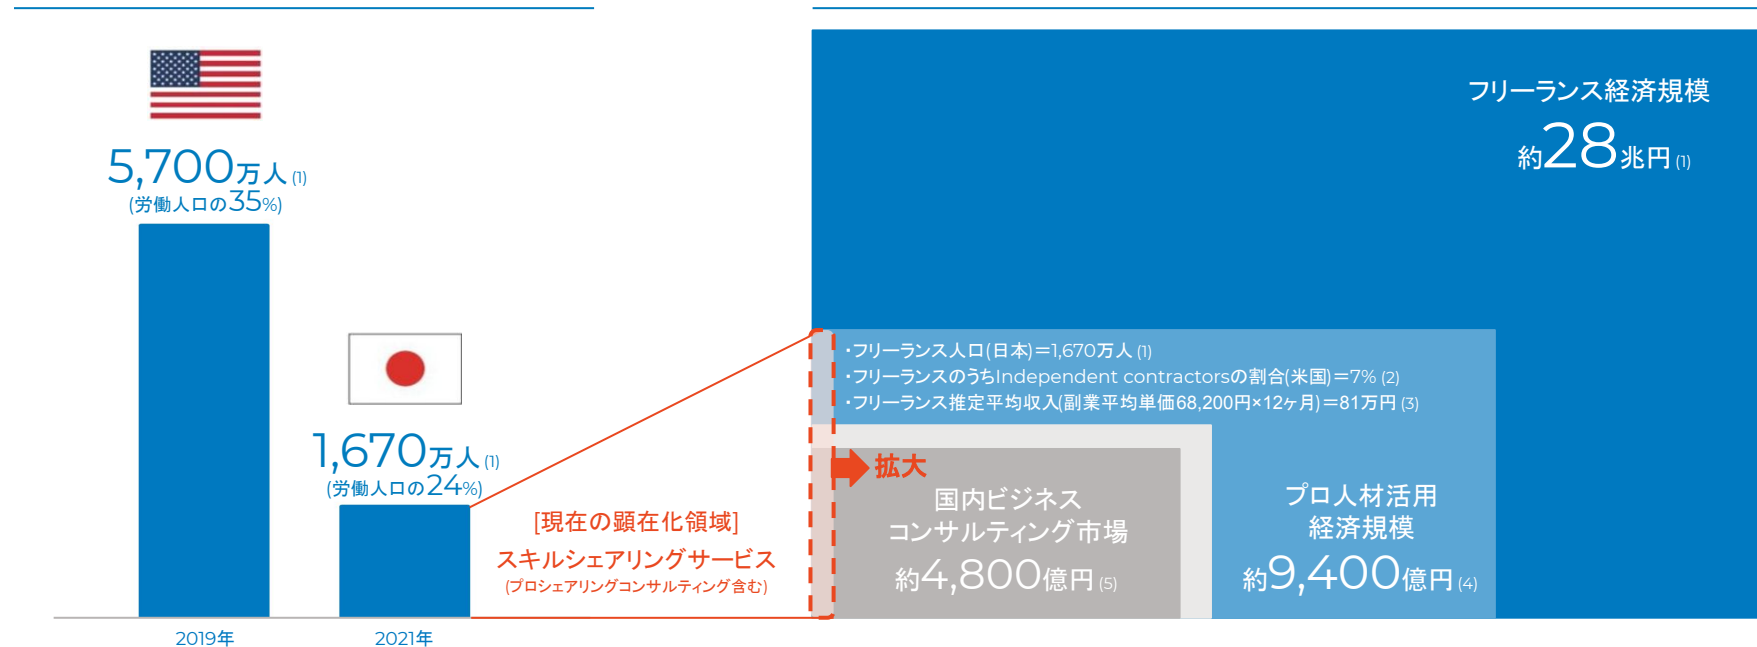 5,700万人 (1)
(労働人口の35%)
1,670万人 (1)
(労働人口の24%)
2019年
2021年
[現在の顕在化領域]
スキルシェアリングサービス
(プロシェアリングコンサルティング含む)
フリーランス経済規模
約28兆円 (1)
・フリーランス人口(日本)＝1,670万人 (1)
・フリーランスのうちIndependent contractorsの割合(米国)＝7% (2)
・フリーランス推定平均収入(副業平均単価68,200円×12ヶ月)＝81万円 (3)
拡大
国内ビジネス
コンサルティング市場
約4,800億円 (5)
プロ人材活用
経済規模
約9,400億円 (4)